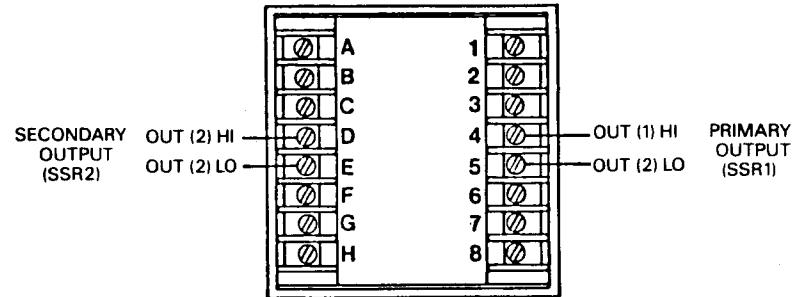 A 1
B 2
C 3
SECONDARY OUTPUT (SSR2)
OUT (2) HI D 4 OUT (1) HI
OUT (2) LO E 5 OUT (2) LO
PRIMARY OUTPUT (SSR1)
F 6
G 7
H 8